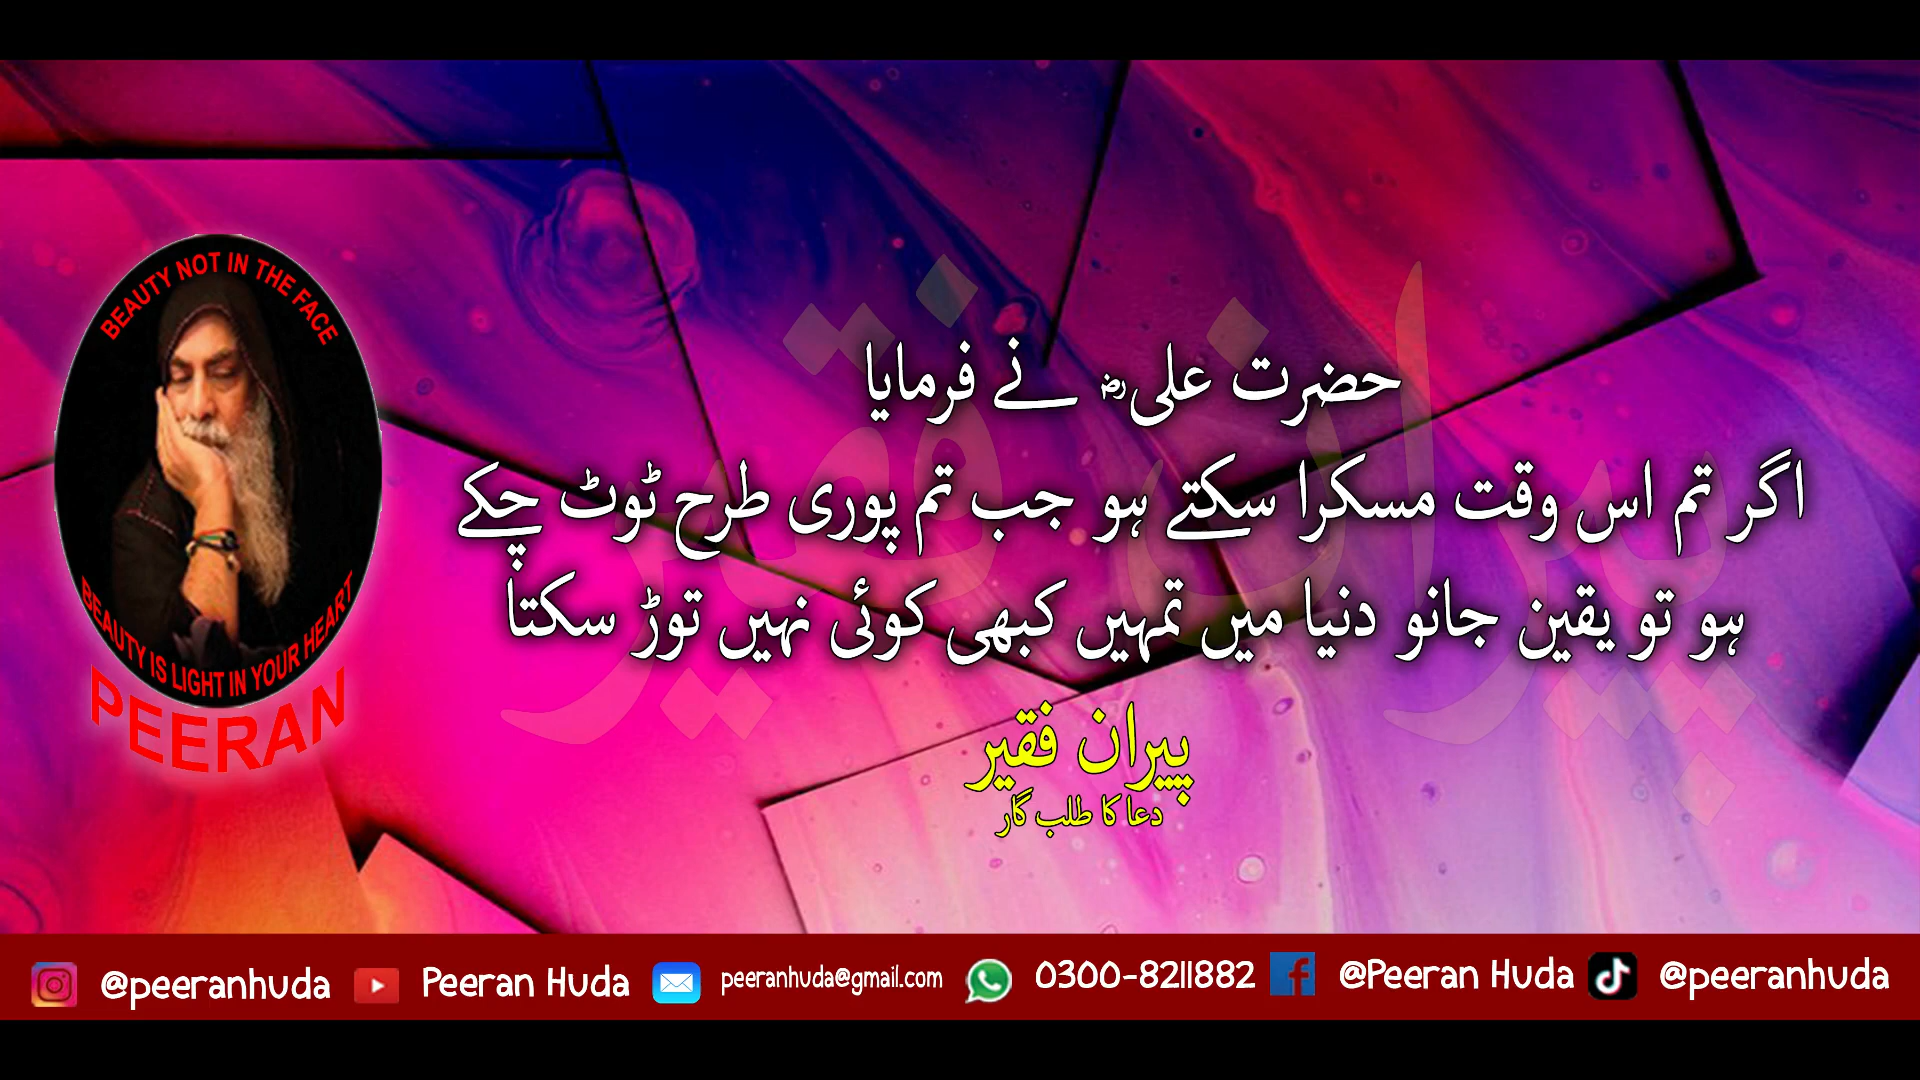 BEAUTY NOT IN THE FACE
BEAUTY IS LIGHT IN YOUR HEART
PEERAN
حضرت علیؓ نے فرمایا
اگر تم اس وقت مسکرا سکتے ہو جب تم پوری طرح ٹوٹ چکے
ہو تو یقین جانو دنیا میں تمہیں کبھی کوئی نہیں توڑ سکتا
پیران فقیر
پیران فقیر
دعا کا طلب گار
@peeranhuda Peeran Huda peeranhuda@gmail.com 0300-8211882 @Peeran Huda @peeranhuda